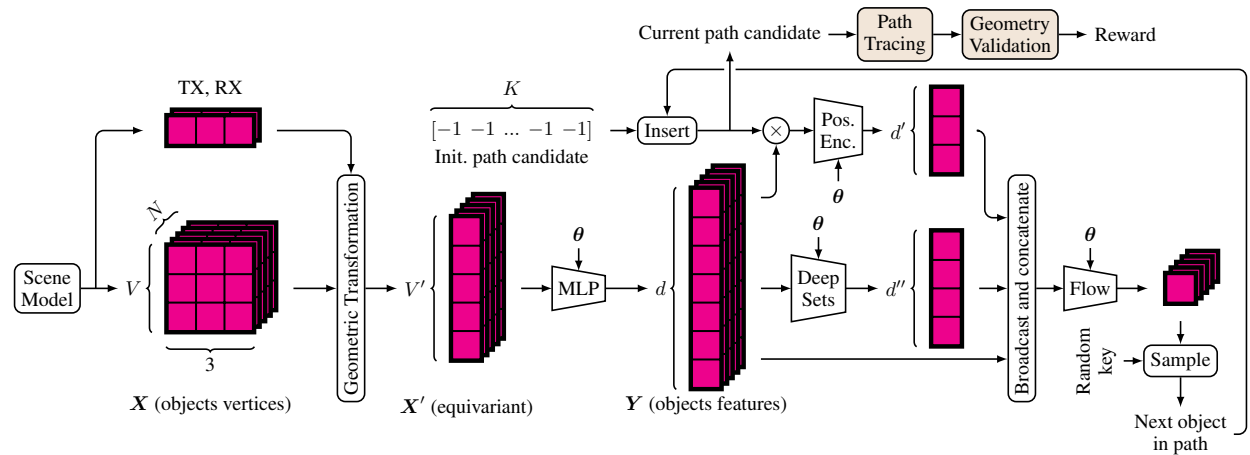 Current path candidate
Path
Tracing
Geometry
Validation
Reward
TX, RX
K
[−1 −1 ... −1 −1]
Init. path candidate
Insert
×
Pos.
Enc.
θ
d′
N
V
3
X (objects vertices)
Scene
Model
Geometric Transformation
V′
X′ (equivariant)
θ
MLP
d
Y (objects features)
θ
Deep
Sets
d′′
Broadcast and concatenate
θ
Flow
Random
key
Sample
Next object
in path